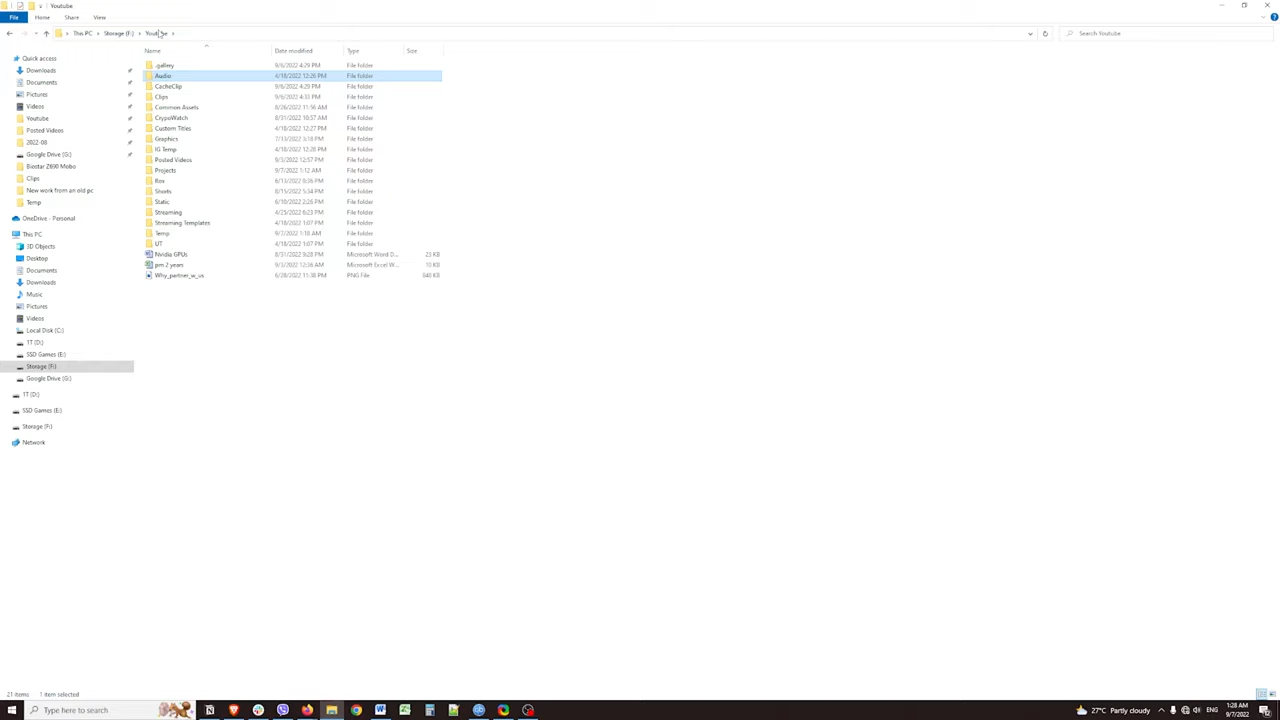 Youtube
File Home Share View
This PC Storage (F:) Youtube Search Youtube
Name Date modified Type Size
Quick access
Downloads
Documents
Pictures
Videos
Youtube
Posted Videos
2022-08
Google Drive (G:)
Biostar Z690 Mobo
Clips
New work from an old pc
Temp
OneDrive - Personal
This PC
3D Objects
Desktop
Documents
Downloads
Music
Pictures
Videos
Local Disk (C:)
1T (D:)
SSD Games (E:)
Storage (F:)
Google Drive (G:)
1T (D:)
SSD Games (E:)
Storage (F:)
Network
.gallery 9/6/2022 4:29 PM File folder
Audio 4/18/2022 12:26 PM File folder
CacheClip 9/6/2022 4:29 PM File folder
Clips 9/6/2022 4:33 PM File folder
Common Assets 8/26/2022 11:56 AM File folder
CrypoWatch 8/31/2022 10:57 AM File folder
Custom Titles 4/18/2022 12:27 PM File folder
Graphics 7/13/2022 3:18 PM File folder
IG Temp 4/18/2022 12:28 PM File folder
Posted Videos 9/3/2022 12:57 PM File folder
Projects 9/7/2022 1:12 AM File folder
Rox 6/13/2022 8:36 PM File folder
Shorts 8/15/2022 5:34 PM File folder
Static 6/10/2022 2:26 PM File folder
Streaming 4/25/2022 6:23 PM File folder
Streaming Templates 4/18/2022 1:07 PM File folder
Temp 9/7/2022 1:18 AM File folder
UT 4/18/2022 1:07 PM File folder
Nvidia GPUs 8/31/2022 9:28 PM Microsoft Word D... 23 KB
pm 2 years 9/3/2022 12:36 AM Microsoft Excel W... 10 KB
Why_partner_w_us 6/28/2022 11:38 PM PNG File 840 KB
21 items 1 item selected
Type here to search
27°C Partly cloudy ENG 1:28 AM
9/7/2022